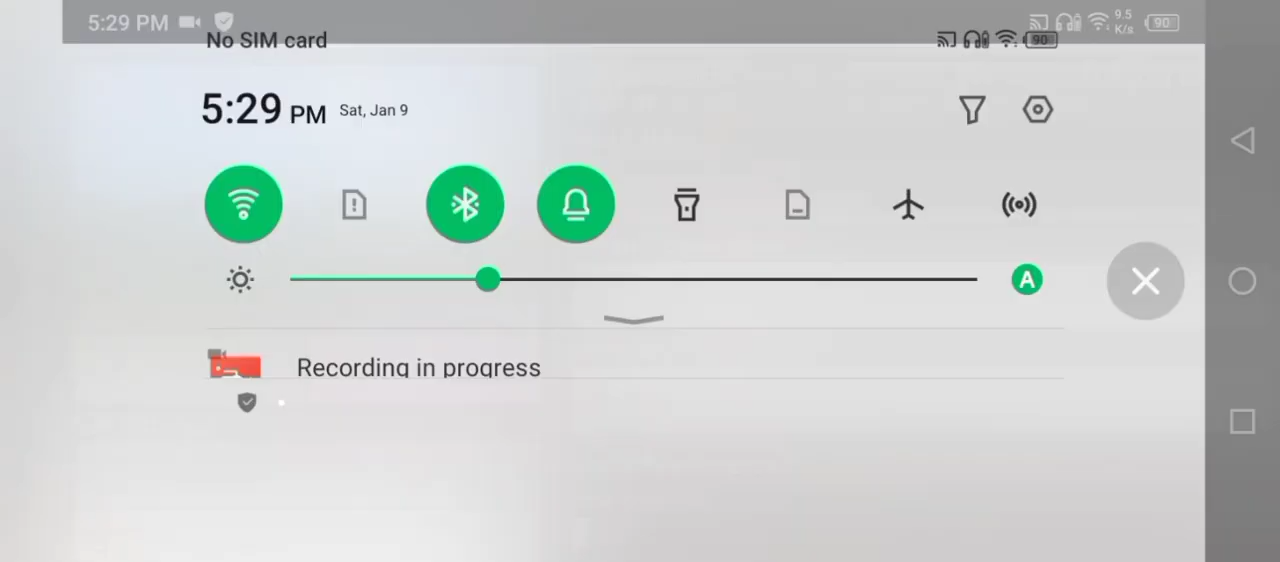 5:29 PM 9.5 K/s 90
No SIM card 90
5:29 PM Sat, Jan 9
A
Recording in progress